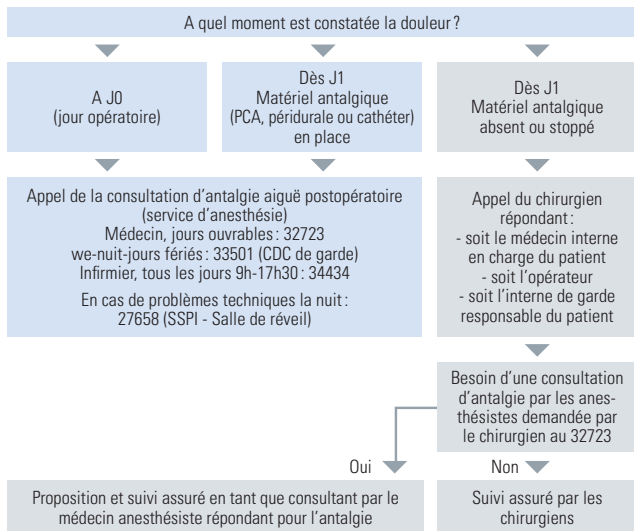 A quel moment est constatée la douleur ?
A J0
(jour opératoire)
Dès J1
Matériel antalgique
(PCA, péridurale ou cathéter)
en place
Dès J1
Matériel antalgique
absent ou stoppé
Appel de la consultation d'antalgie aiguë postopératoire
(service d'anesthésie)
Médecin, jours ouvrables : 32723
we-nuit-jours fériés : 33501 (CDC de garde)
Infirmier, tous les jours 9h-17h30 : 34434
En cas de problèmes techniques la nuit :
27658 (SSPI - Salle de réveil)
Appel du chirurgien
répondant :
- soit le médecin interne
en charge du patient
- soit l'opérateur
- soit l'interne de garde
responsable du patient
Besoin d'une consultation
d'antalgie par les anes-
thésistes demandée par
le chirurgien au 32723
Oui
Non
Proposition et suivi assuré en tant que consultant par le
médecin anesthésiste répondant pour l'antalgie
Suivi assuré par les
chirurgiens